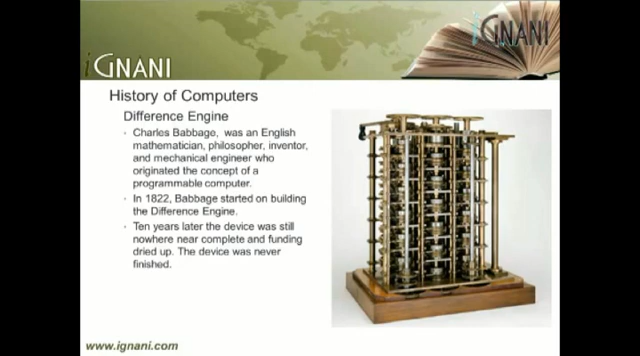 iGNANI
iGNANI
History of Computers
Difference Engine
• Charles Babbage, was an English
mathematician, philosopher, inventor,
and mechanical engineer who
originated the concept of a
programmable computer.
• In 1822, Babbage started on building
the Difference Engine.
• Ten years later the device was still
nowhere near complete and funding
dried up. The device was never
finished.
www.ignani.com